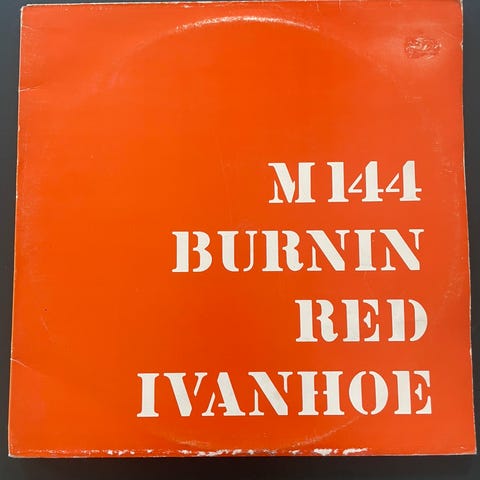 M 144
BURNIN
RED
IVANHOE